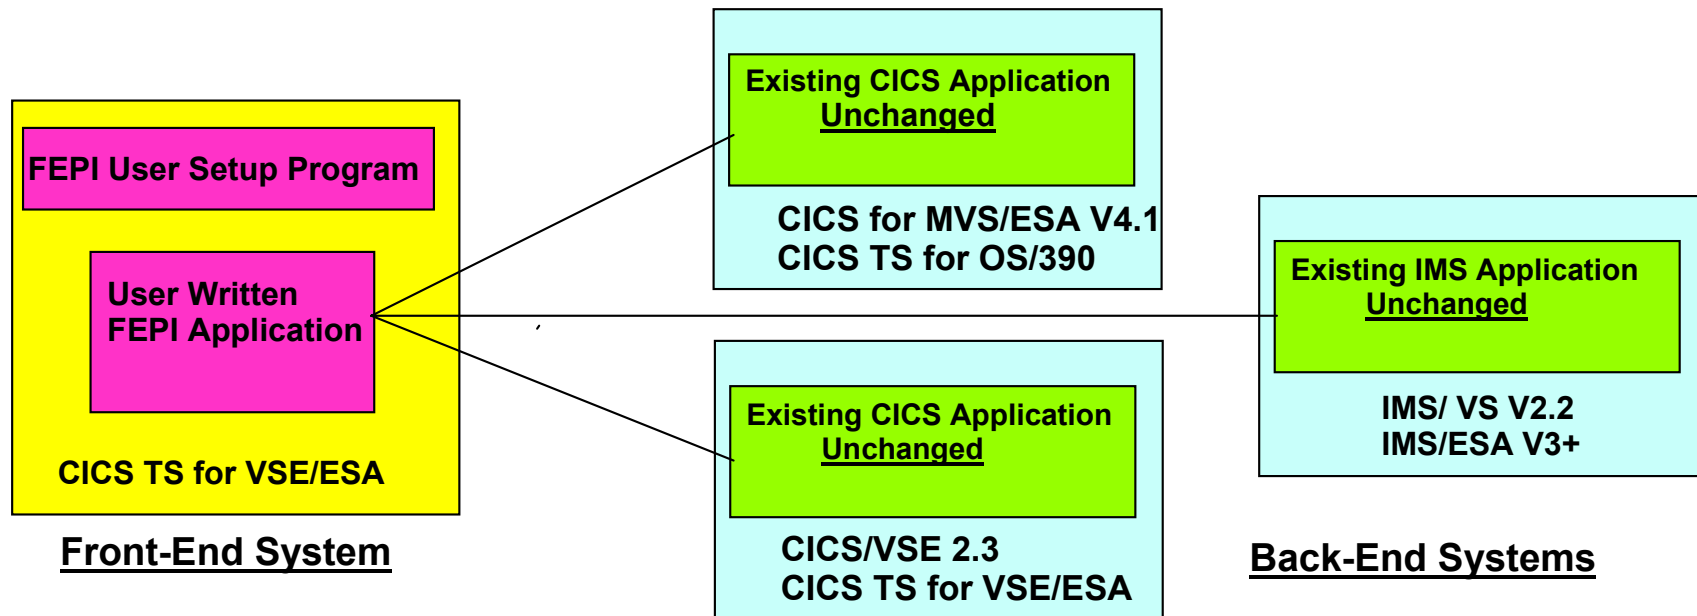 FEPI User Setup Program
User Written
FEPI Application
CICS TS for VSE/ESA
Front-End System
Existing CICS Application
Unchanged
CICS for MVS/ESA V4.1
CICS TS for OS/390
Existing CICS Application
Unchanged
CICS/VSE 2.3
CICS TS for VSE/ESA
Existing IMS Application
Unchanged
IMS/ VS V2.2
IMS/ESA V3+
Back-End Systems